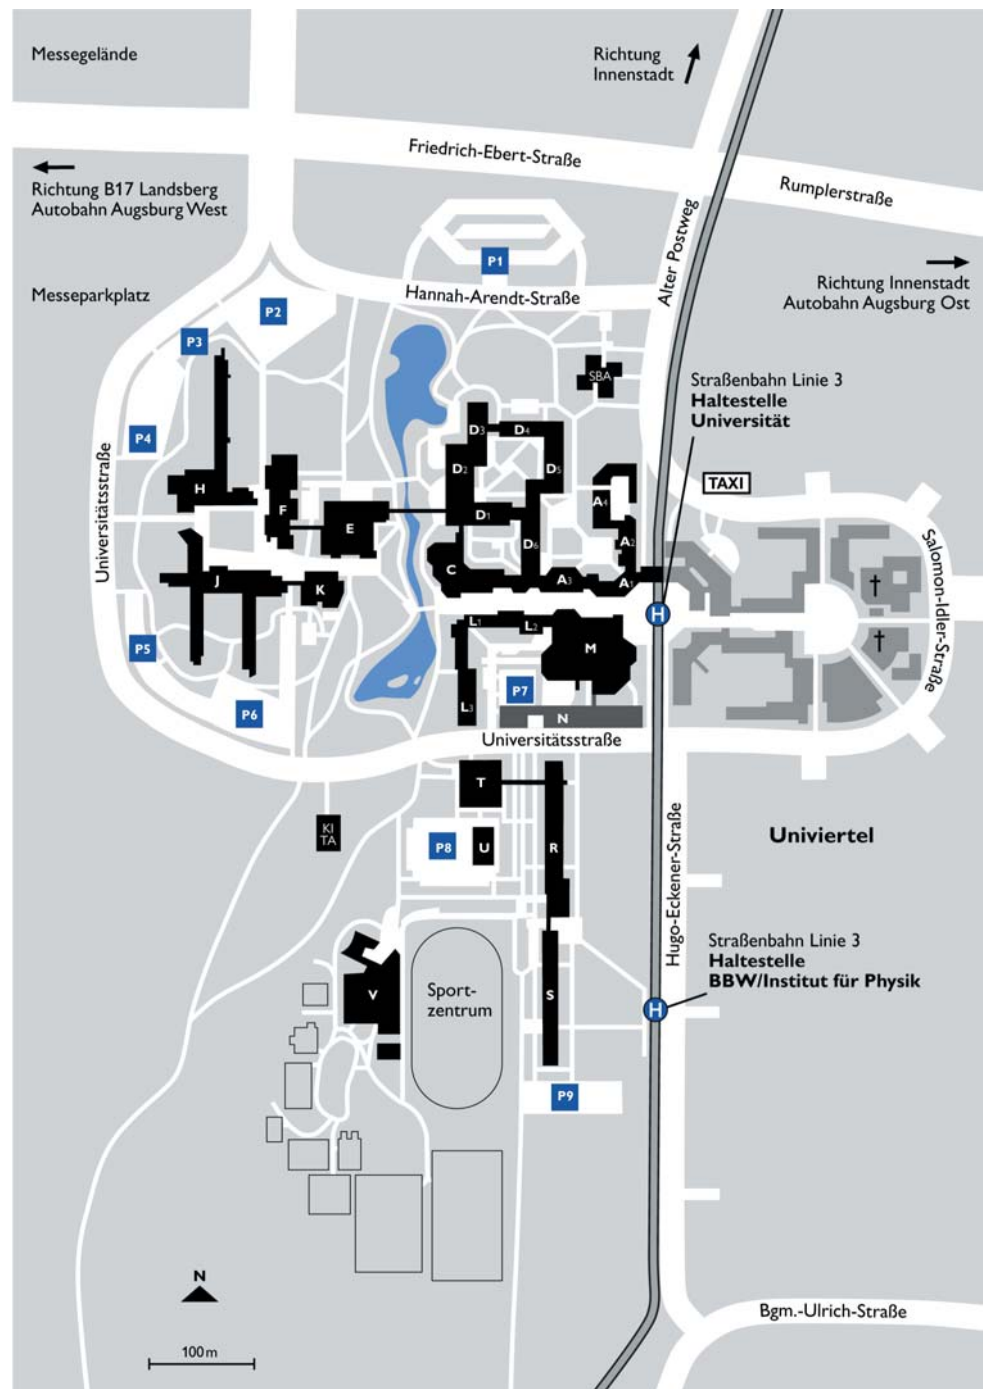 Messegelände
Richtung
Innenstadt
Friedrich-Ebert-Straße
Richtung B17 Landsberg
Autobahn Augsburg West
Rumplerstraße
Alter Postweg
P1
Messeparkplatz
Hannah-Arendt-Straße
Richtung Innenstadt
Autobahn Augsburg Ost
P2
P3
SBA
Straßenbahn Linie 3
Haltestelle
Universität
P4
D3
D4
D2
D5
TAXI
H
F
E
D1
A4
A2
D6
Universitätsstraße
Salomon-Idler-Straße
J
K
C
A3
A1
H
L1
L2
M
P5
P7
P6
L3
N
Universitätsstraße
T
KI
TA
P8
U
R
Univiertel
Hugo-Eckener-Straße
Straßenbahn Linie 3
Haltestelle
BBW/Institut für Physik
V
Sport-
zentrum
S
H
P9
N
Bgm.-Ulrich-Straße
100 m